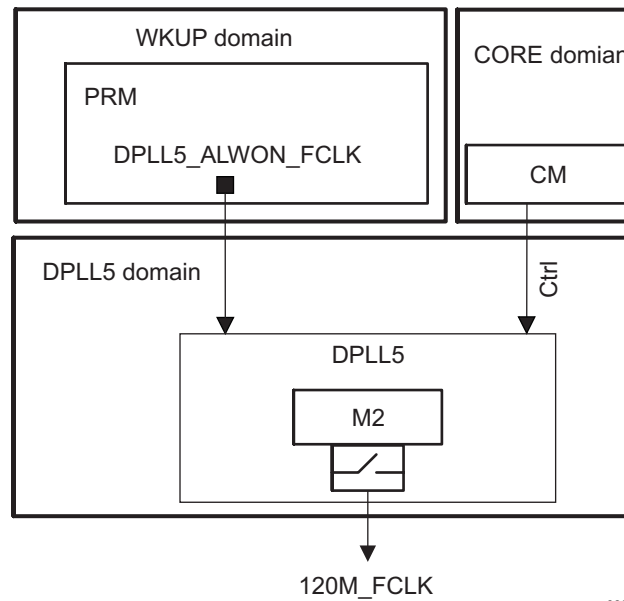 WKUP domain
CORE domian
PRM
DPLL5_ALWON_FCLK
CM
DPLL5 domain
Ctrl
DPLL5
M2
120M_FCLK